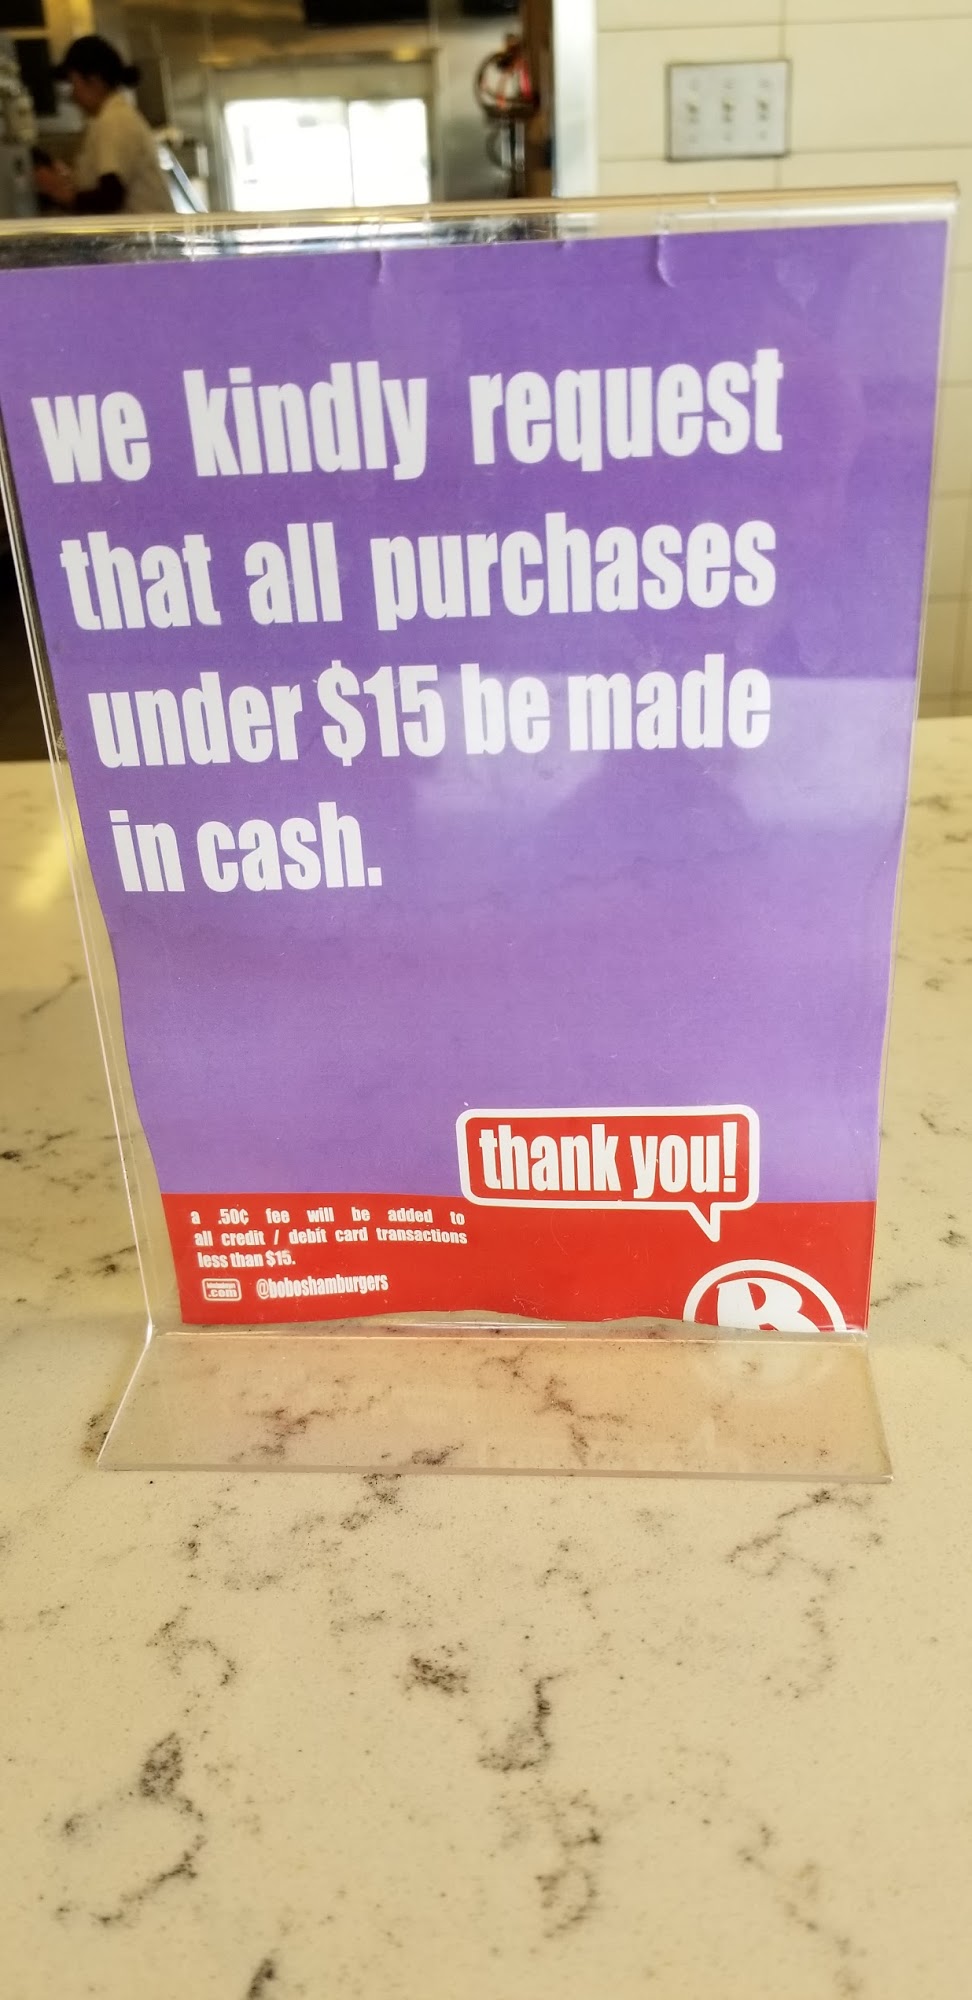 we kindly request
that all purchases
under $15 be made
in cash.
thank you!
a .50¢ fee will be added to
all credit / debit card transactions
less than $15.
.com @boboshamburgers
B